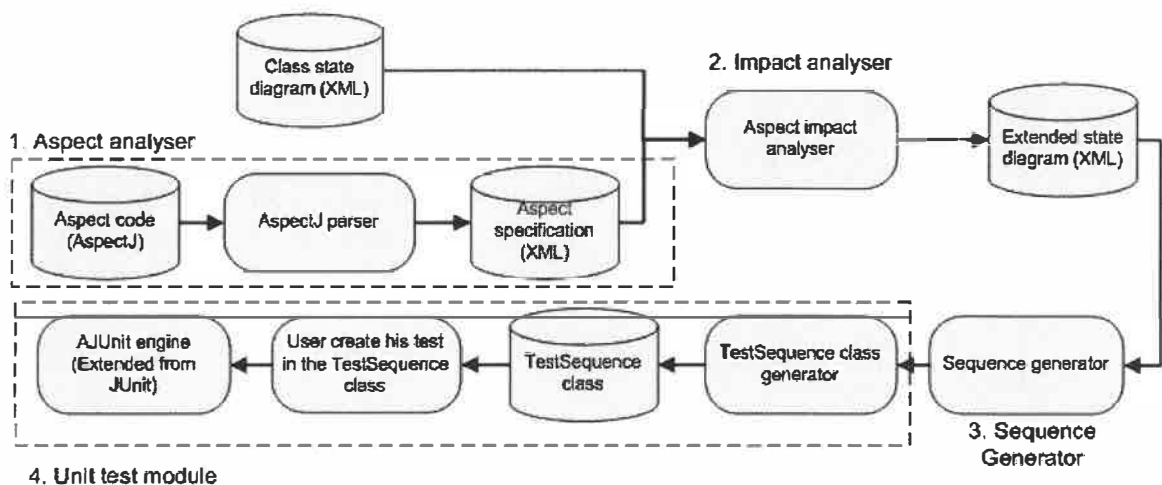 Class state
diagram (XML)
2. Impact analyser
Aspect impact
analyser
Extended state
diagram (XML)
1. Aspect analyser
Aspect code
(AspectJ)
AspectJ parser
Aspect
specification
(XML)
AJUnit engine
(Extended from
JUnit)
User create his test
in the TestSequence
class
TestSequence
class
TestSequence class
generator
Sequence generator
3. Sequence
Generator
4. Unit test module